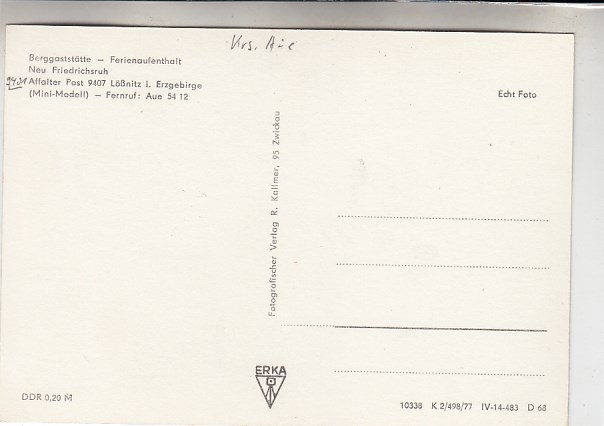 Krs. Aue
Berggaststätte – Ferienaufenthalt
Neu Friedrichsruh
9401 Affalter Post 9407 Lößnitz i. Erzgebirge
(Mini-Modell) – Fernruf: Aue 54 12
Echt Foto
Fotografischer Verlag R. Kallmer, 95 Zwickau
ERKA
DDR 0,20 M
10338 K 2/498/77 IV-14-483 D 68